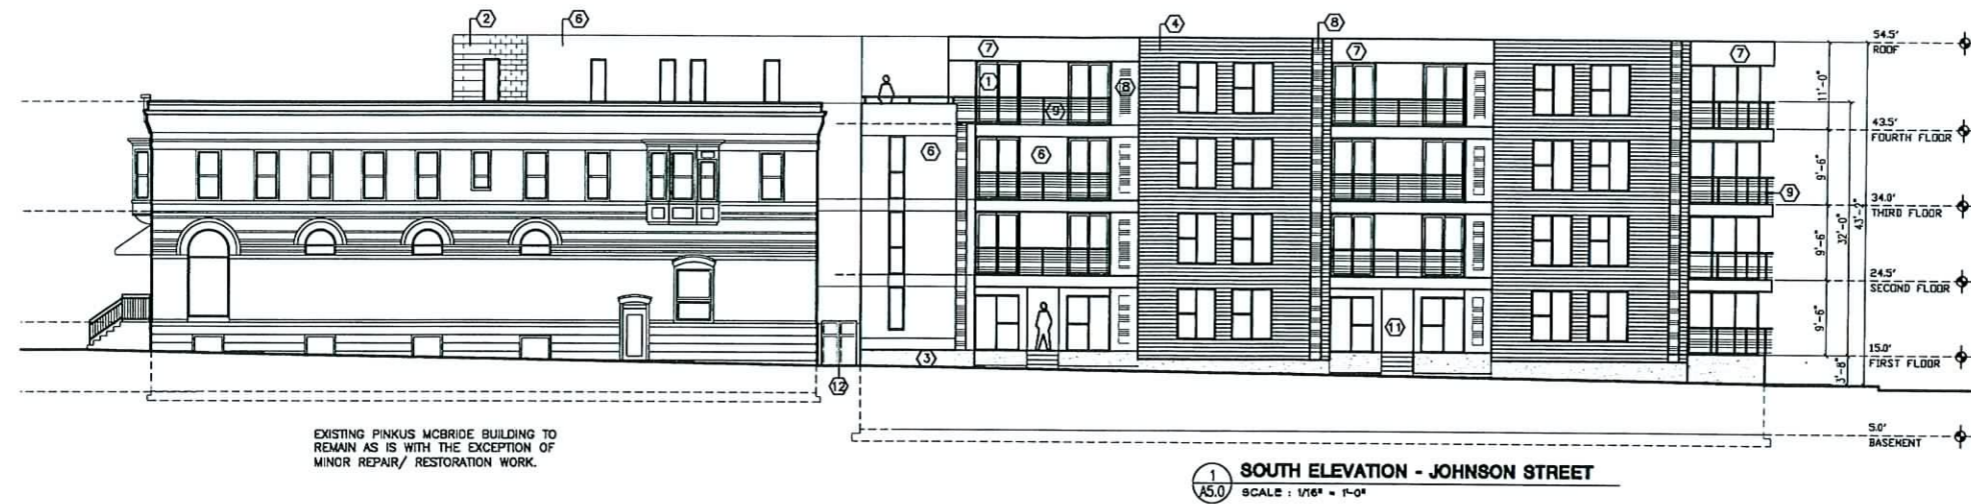 2
6
4
8
7
7
7
1
8
9
6
6
9
11
3
12
54.5'
ROOF
11'-0"
43.5'
FOURTH FLOOR
9'-6"
34.0'
THIRD FLOOR
9'-6"
32'-0"
43'-2"
24.5'
SECOND FLOOR
9'-6"
15.0'
FIRST FLOOR
3'-8"
5.0'
BASEMENT
EXISTING PINKUS MCBRIDE BUILDING TO
REMAIN AS IS WITH THE EXCEPTION OF
MINOR REPAIR/ RESTORATION WORK.
1
A5.0
SOUTH ELEVATION - JOHNSON STREET
SCALE : 1/16" = 1'-0"